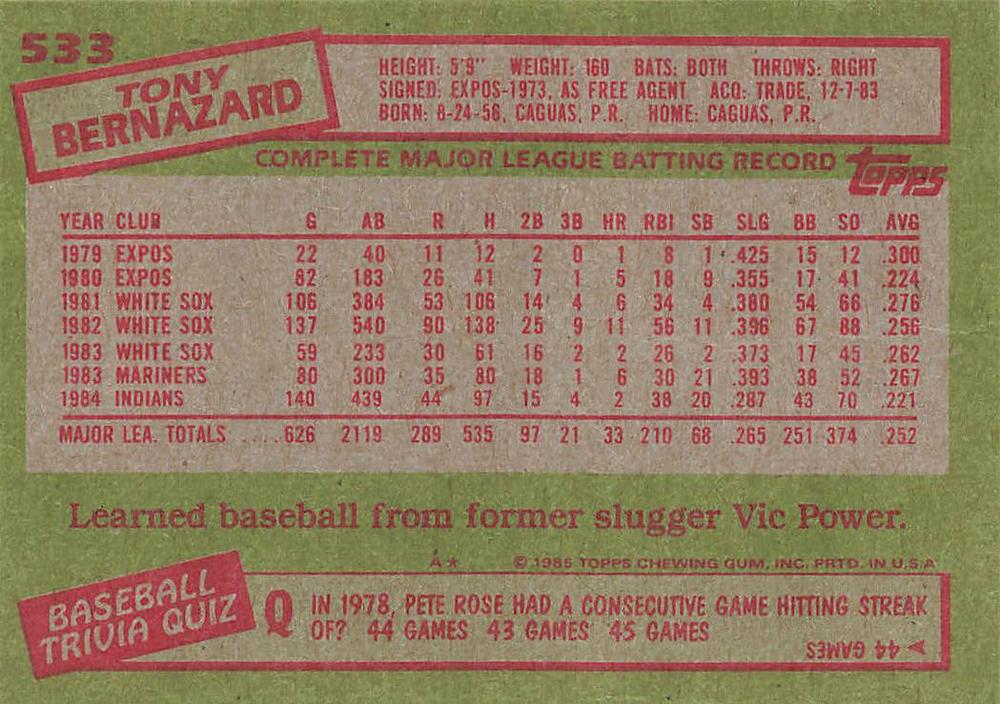 533
TONY
BERNAZARD
HEIGHT: 5'9" WEIGHT: 160 BATS: BOTH THROWS: RIGHT
SIGNED: EXPOS-1973, AS FREE AGENT ACQ: TRADE, 12-7-83
BORN: 8-24-56, CAGUAS, P.R. HOME: CAGUAS, P.R.
COMPLETE MAJOR LEAGUE BATTING RECORD
TOPPS
YEAR CLUB G AB R H 2B 3B HR RBI SB SLG BB SO AVG
1979 EXPOS 22 40 11 12 2 0 1 8 1 .425 15 12 .300
1980 EXPOS 82 183 26 41 7 1 5 18 9 .355 17 41 .224
1981 WHITE SOX 106 384 53 106 14 4 6 34 4 .380 54 66 .276
1982 WHITE SOX 137 540 90 138 25 9 11 56 11 .396 67 88 .256
1983 WHITE SOX 59 233 30 61 16 2 2 26 2 .373 17 45 .262
1983 MARINERS 80 300 35 80 18 1 6 30 21 .393 38 52 .267
1984 INDIANS 140 439 44 97 15 4 2 38 20 .287 43 70 .221
MAJOR LEA. TOTALS ....626 2119 289 535 97 21 33 210 68 .265 251 374 .252
Learned baseball from former slugger Vic Power.
A* © 1985 TOPPS CHEWING GUM, INC. PRTD. IN U.S.A
BASEBALL
TRIVIA QUIZ
Q IN 1978, PETE ROSE HAD A CONSECUTIVE GAME HITTING STREAK
OF? 44 GAMES 43 GAMES 45 GAMES
44 GAMES